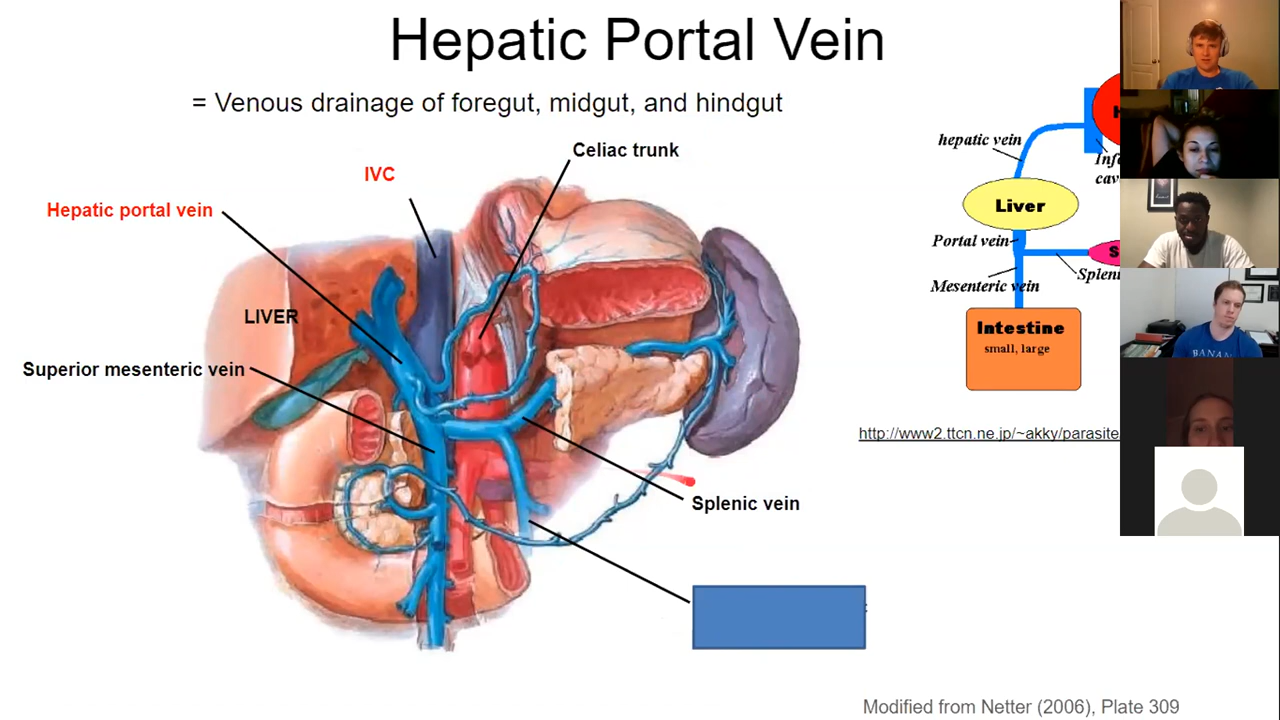 Hepatic Portal Vein
= Venous drainage of foregut, midgut, and hindgut
Celiac trunk
IVC
Hepatic portal vein
LIVER
Superior mesenteric vein
Splenic vein
hepatic vein
Liver
Portal vein
Mesenteric vein
Intestine
small, large
http://www2.ttcn.ne.jp/~akky/parasite
Modified from Netter (2006), Plate 309